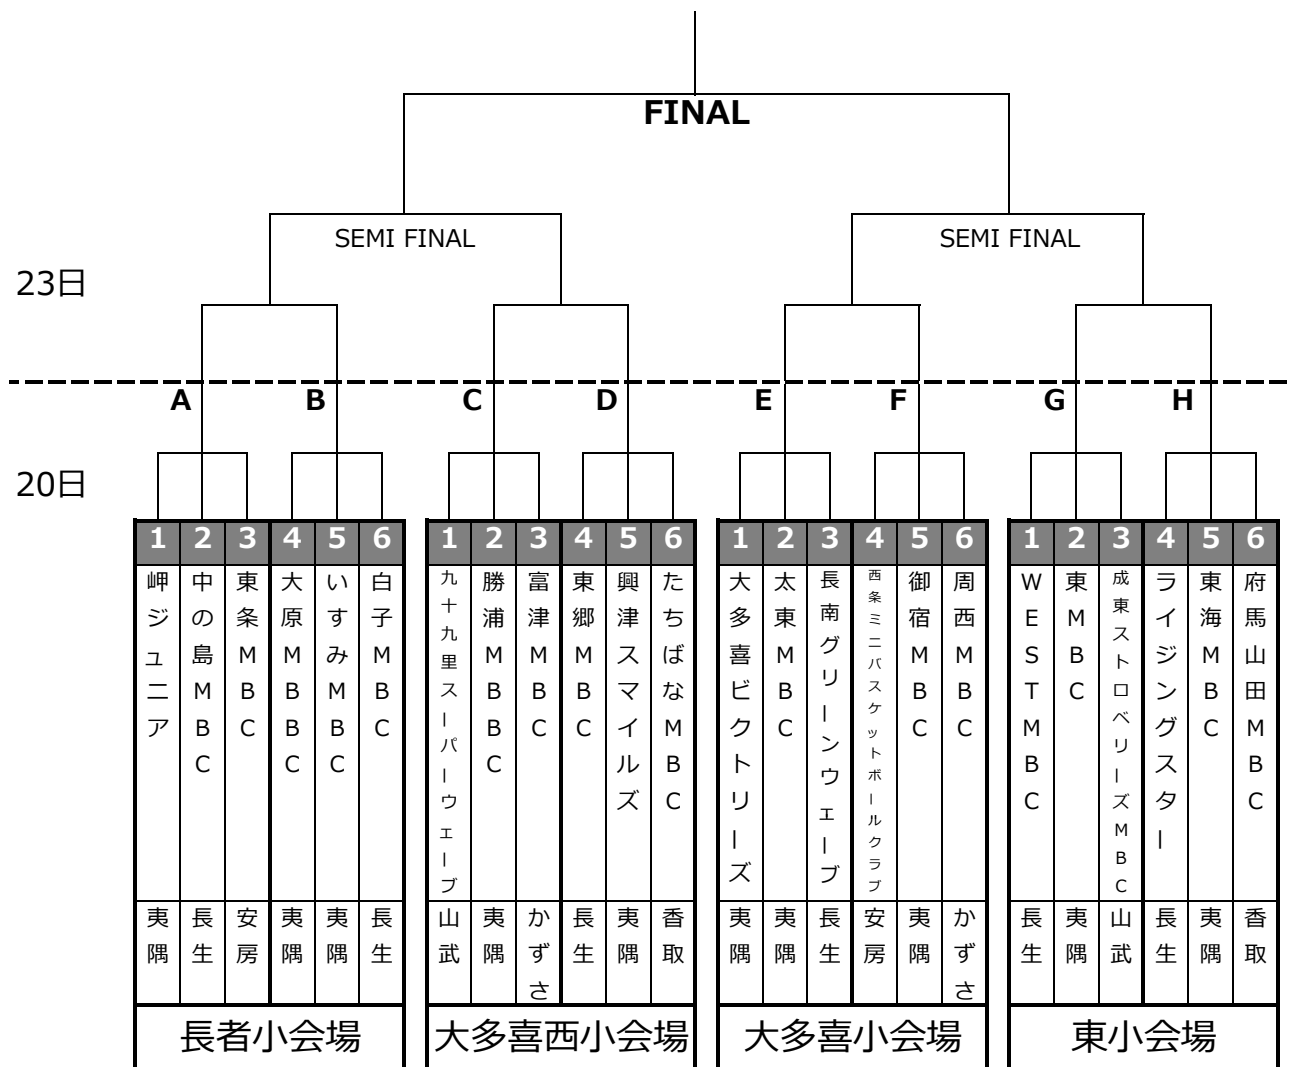 FINAL
SEMI FINAL
SEMI FINAL
23日
A
B
C
D
E
F
G
H
20日
1 2 3 4 5 6
1 2 3 4 5 6
1 2 3 4 5 6
1 2 3 4 5 6
岬ジュニア
中の島MBC
東条MBC
大原MBBC
いすみMBC
白子MBC
九十九里スーパーウェーブ
勝浦MBBC
富津MBC
東郷MBC
興津スマイルズ
たちばなMBC
大多喜ビクトリーズ
太東MBC
長南グリーンウェーブ
西条ミニバスケットボールクラブ
御宿MBC
周西MBC
WESTMBC
東MBC
成東ストロベリーズMBC
ライジングスター
東海MBC
府馬山田MBC
夷隅
長生
安房
夷隅
夷隅
長生
山武
夷隅
かずさ
長生
夷隅
香取
夷隅
夷隅
長生
安房
夷隅
かずさ
長生
夷隅
山武
長生
夷隅
香取
長者小会場
大多喜西小会場
大多喜小会場
東小会場